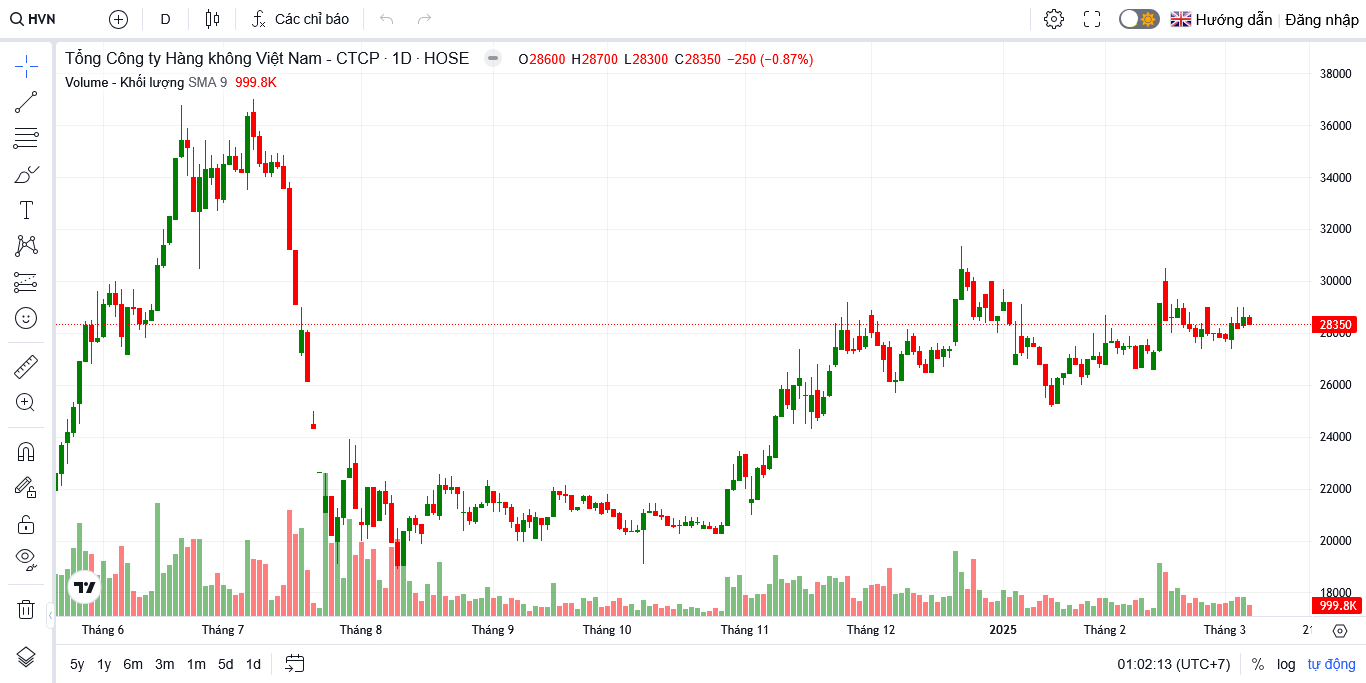 HVN D Các chỉ báo Hướng dẫn Đăng nhập
Tổng Công ty Hàng không Việt Nam - CTCP · 1D · HOSE O28600 H28700 L28300 C28350 −250 (−0.87%)
Volume - Khối lượng SMA 9 999.8K
38000
36000
34000
32000
30000
28350
28000
26000
24000
22000
20000
18000
999.8K
Tháng 6 Tháng 7 Tháng 8 Tháng 9 Tháng 10 Tháng 11 Tháng 12 2025 Tháng 2 Tháng 3 21
5y 1y 6m 3m 1m 5d 1d 01:02:13 (UTC+7) % log tự động